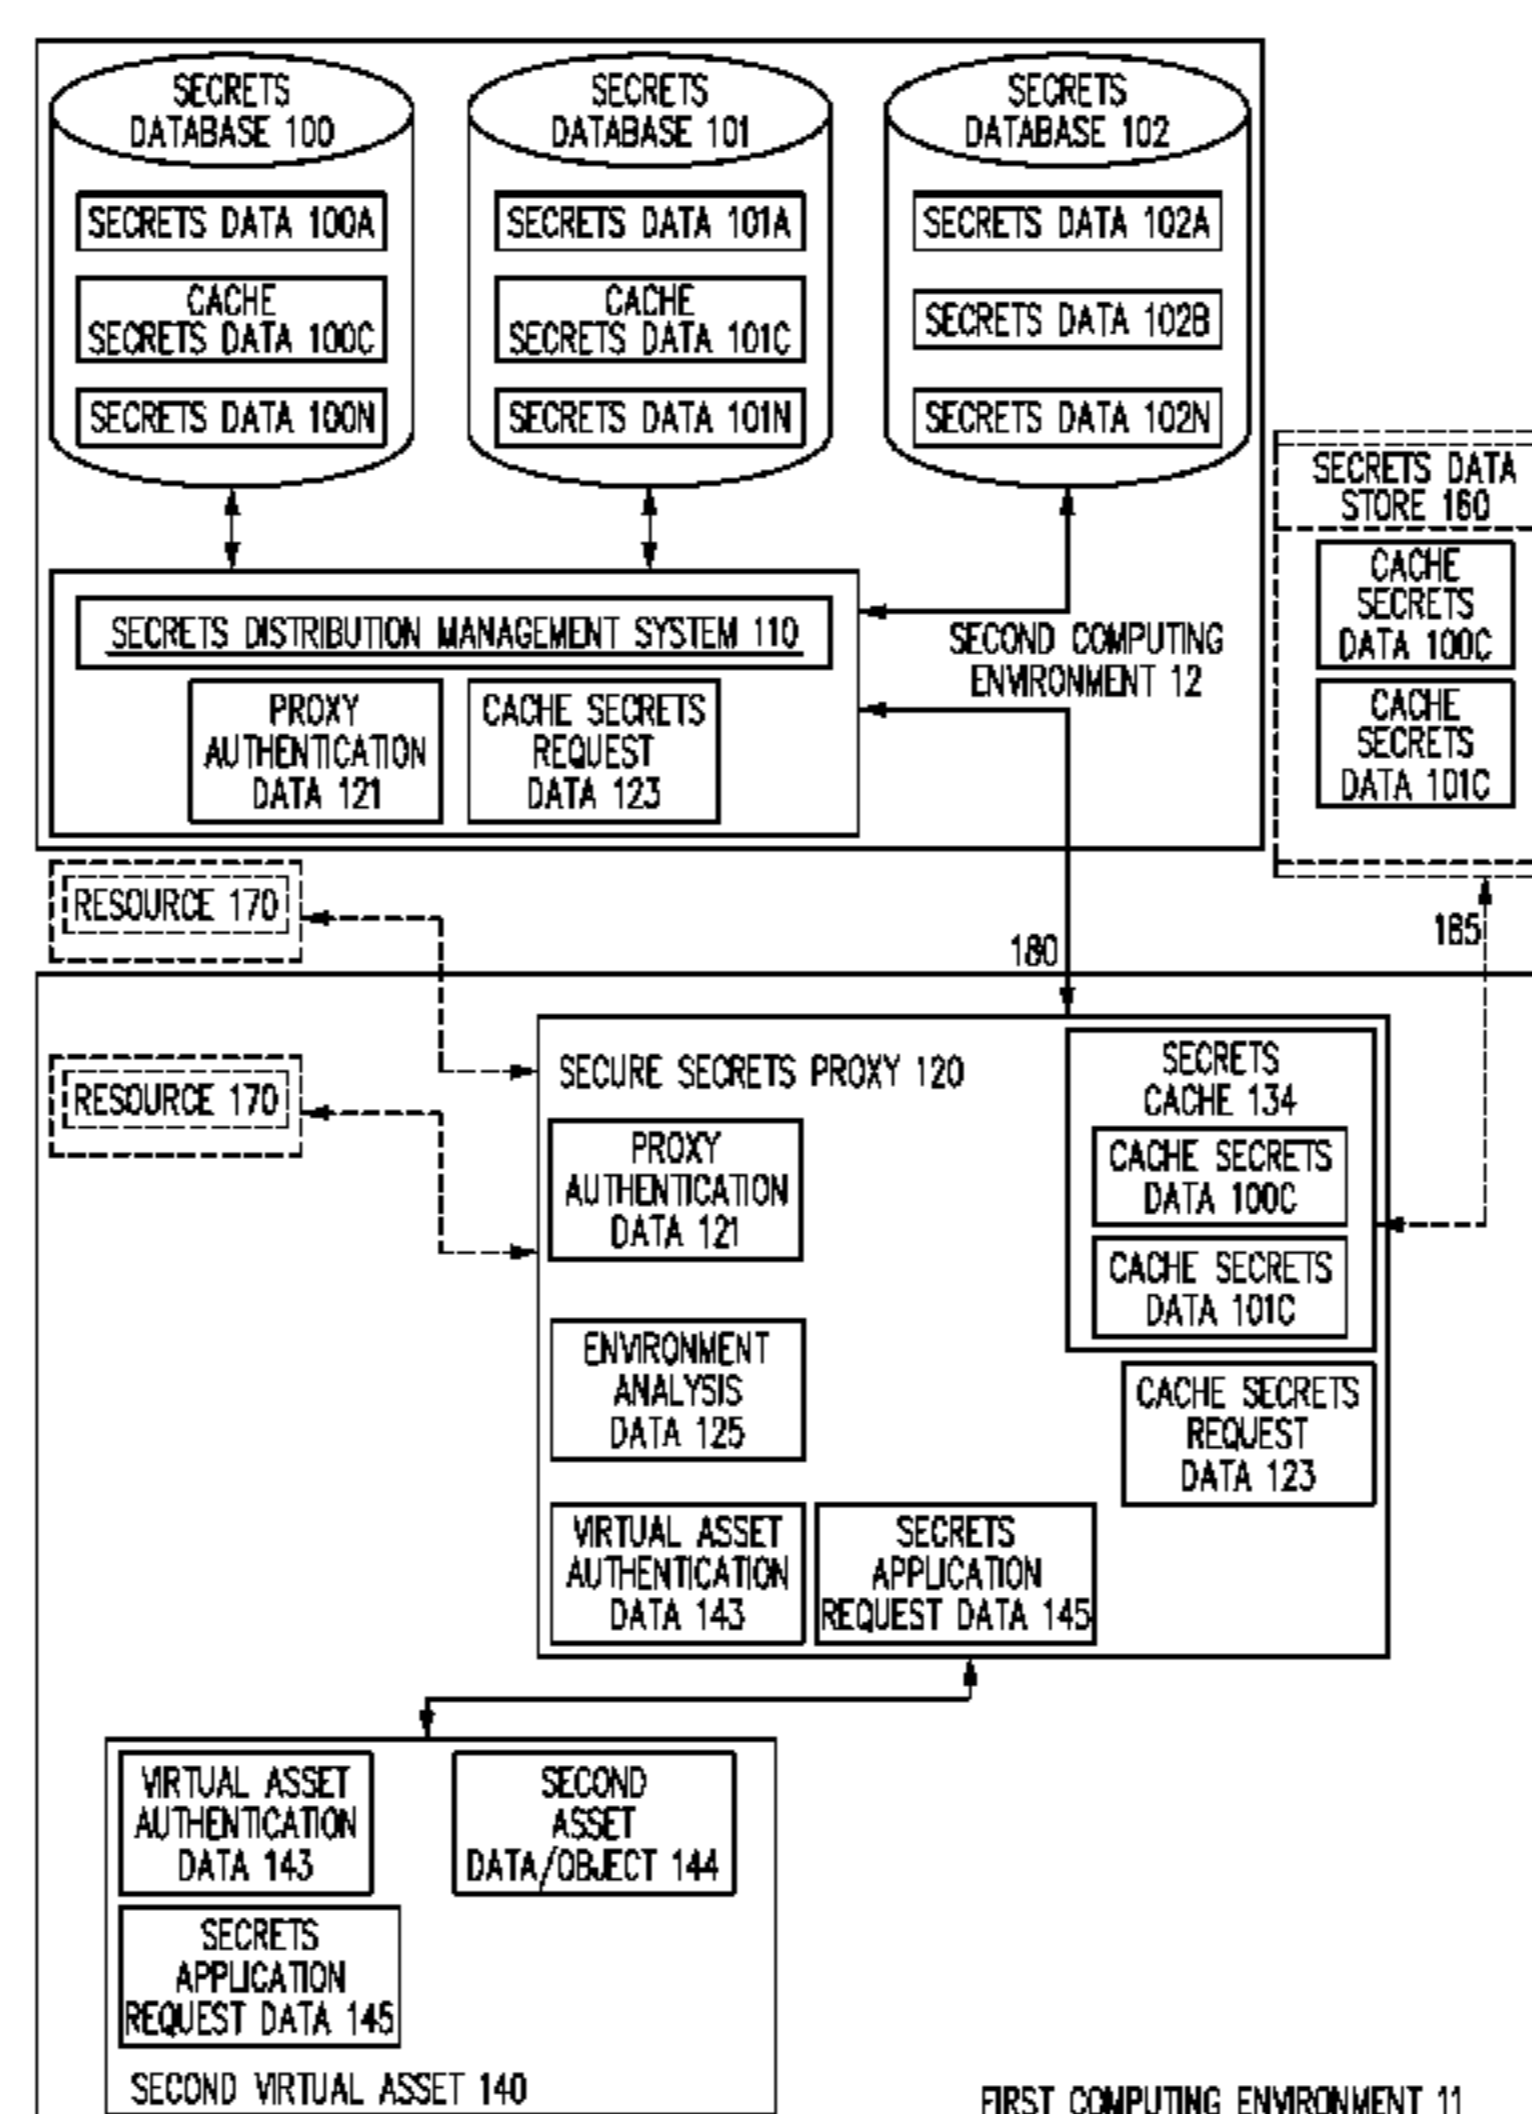 SECRETS
DATABASE 100
SECRETS
DATABASE 101
SECRETS
DATABASE 102
SECRETS DATA 100A
SECRETS DATA 101A
SECRETS DATA 102A
CACHE
SECRETS DATA 100C
CACHE
SECRETS DATA 101C
SECRETS DATA 102B
SECRETS DATA 100N
SECRETS DATA 101N
SECRETS DATA 102N
SECRETS DATA
STORE 160
CACHE
SECRETS
DATA 100C
CACHE
SECRETS
DATA 101C
SECRETS DISTRIBUTION MANAGEMENT SYSTEM 110
SECOND COMPUTING
ENVIRONMENT 12
PROXY
AUTHENTICATION
DATA 121
CACHE SECRETS
REQUEST
DATA 123
RESOURCE 170
180
165
RESOURCE 170
SECURE SECRETS PROXY 120
SECRETS
CACHE 134
CACHE SECRETS
DATA 100C
CACHE SECRETS
DATA 101C
PROXY
AUTHENTICATION
DATA 121
ENVIRONMENT
ANALYSIS
DATA 125
CACHE SECRETS
REQUEST
DATA 123
VIRTUAL ASSET
AUTHENTICATION
DATA 143
SECRETS
APPLICATION
REQUEST DATA 145
VIRTUAL ASSET
AUTHENTICATION
DATA 143
SECOND
ASSET
DATA/OBJECT 144
SECRETS
APPLICATION
REQUEST DATA 145
SECOND VIRTUAL ASSET 140
FIRST COMPUTING ENVIRONMENT 11